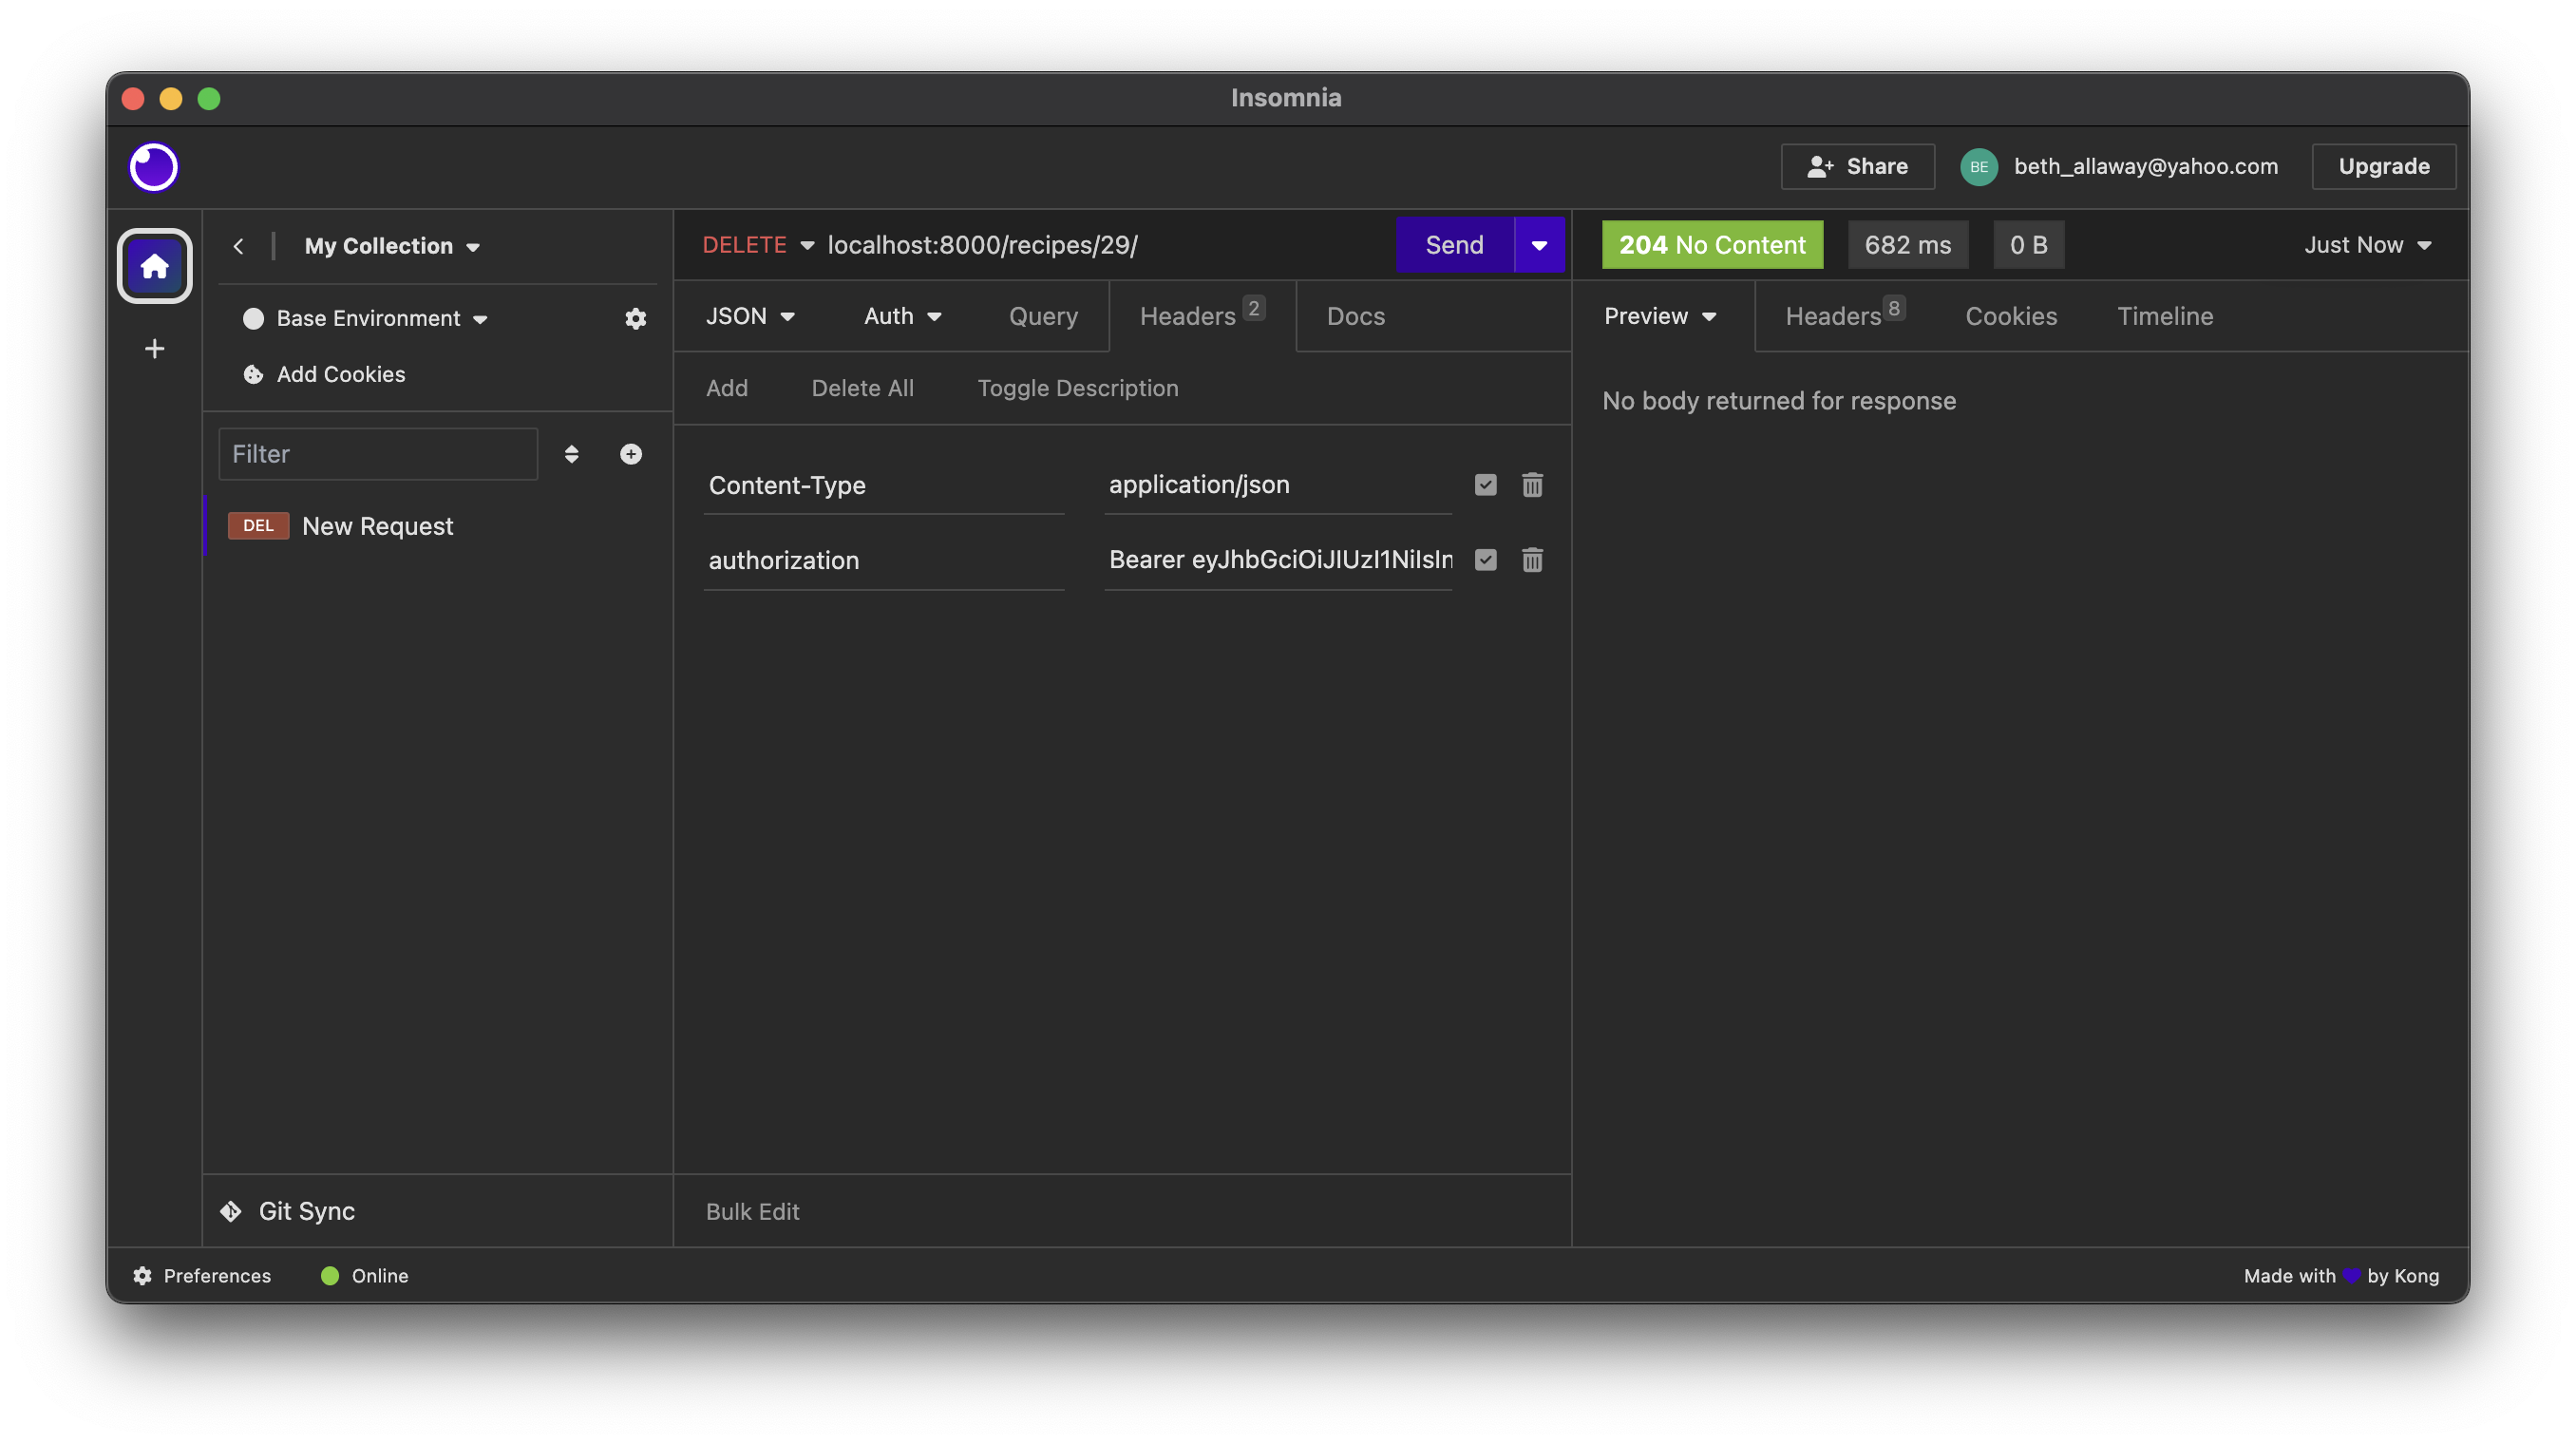 Insomnia
Share
BE
beth_allaway@yahoo.com
Upgrade
My Collection
Base Environment
Add Cookies
Filter
DEL New Request
Git Sync
DELETE localhost:8000/recipes/29/ Send
JSON Auth Query Headers 2 Docs
Add Delete All Toggle Description
Content-Type application/json
authorization Bearer eyJhbGciOiJIUzI1NiIsIn
Bulk Edit
204 No Content 682 ms 0 B Just Now
Preview Headers 8 Cookies Timeline
No body returned for response
Preferences Online
Made with by Kong